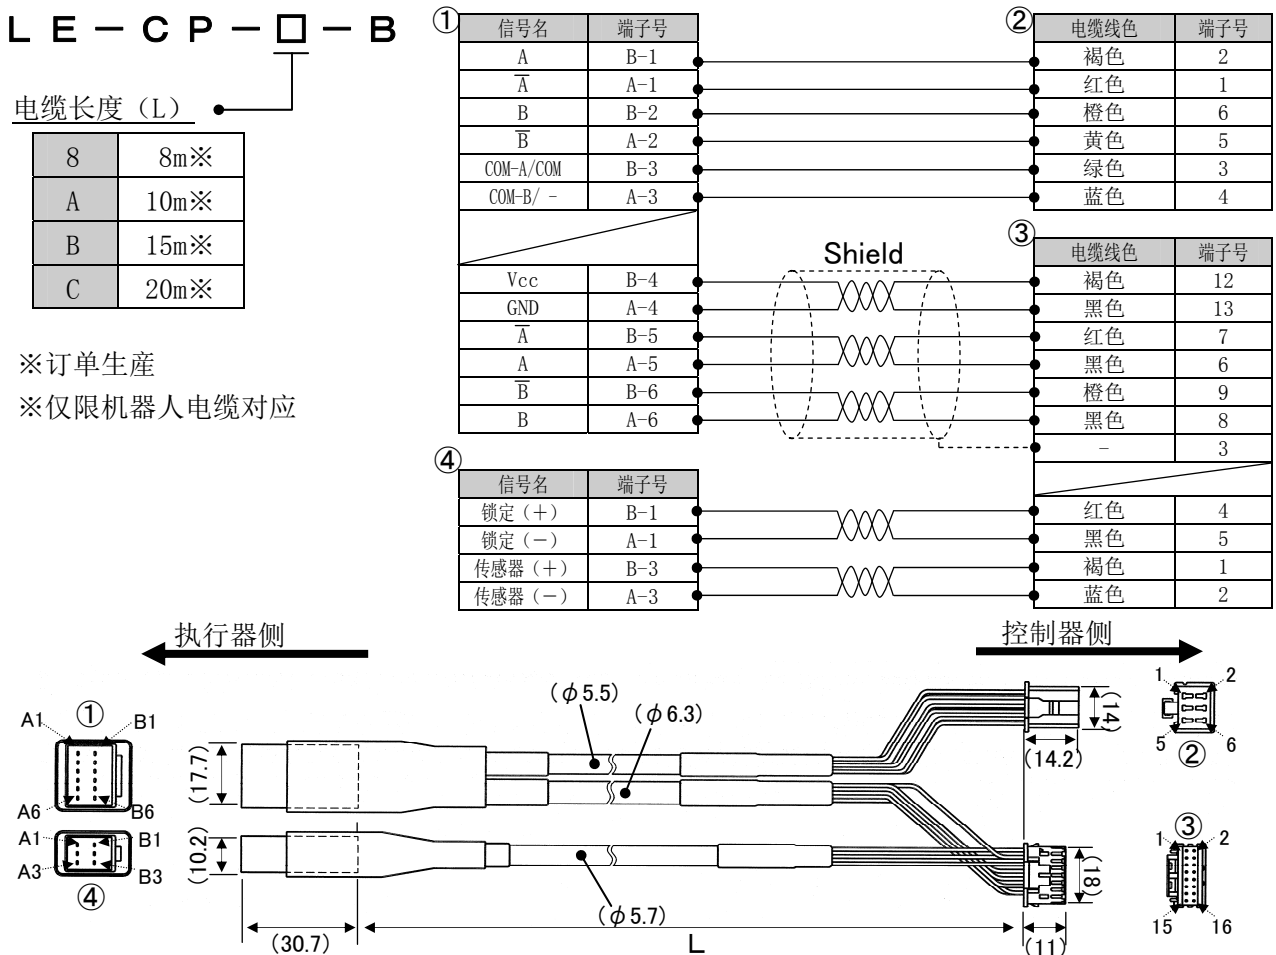 LE-CP-□-B
电缆长度（L）
8 8m※
A 10m※
B 15m※
C 20m※
※订单生産
※仅限机器人电缆对应
①
信号名 端子号
A B-1
A̅ A-1
B B-2
B̅ A-2
COM-A/COM B-3
COM-B/ - A-3
Vcc B-4
GND A-4
A̅ B-5
A A-5
B̅ B-6
B A-6
Shield
②
电缆线色 端子号
褐色 2
红色 1
橙色 6
黄色 5
绿色 3
蓝色 4
③
电缆线色 端子号
褐色 12
黑色 13
红色 7
黑色 6
橙色 9
黑色 8
- 3
红色 4
黑色 5
褐色 1
蓝色 2
④
信号名 端子号
锁定（＋） B-1
锁定（－） A-1
传感器（＋） B-3
传感器（－） A-3
执行器侧
控制器侧
A1 ① B1
A6 B6
A1 B1
A3 B3
④
(17.7)
(10.2)
(φ5.5)
(φ6.3)
(φ5.7)
(30.7)
L
(14)
(14.2)
(18)
(11)
1 2
5 ② 6
③
1 2
15 16